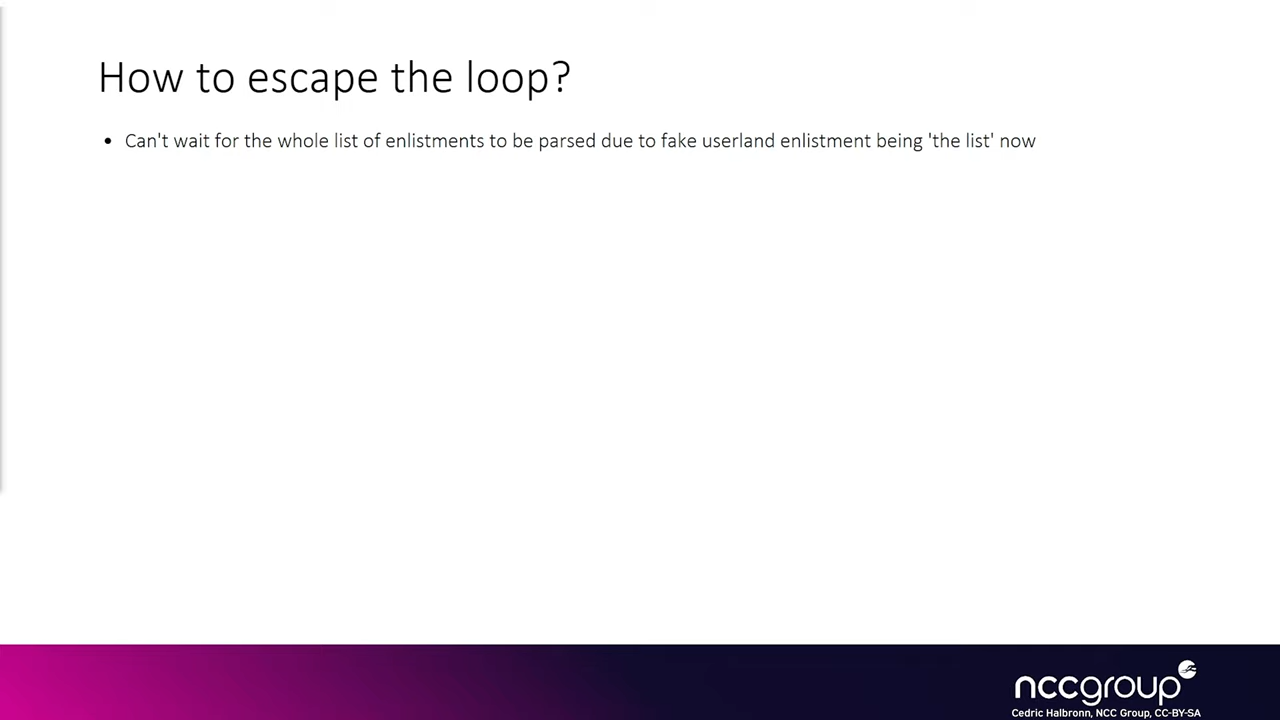 How to escape the loop?
• Can't wait for the whole list of enlistments to be parsed due to fake userland enlistment being 'the list' now
nccgroup
Cedric Halbronn, NCC Group, CC-BY-SA